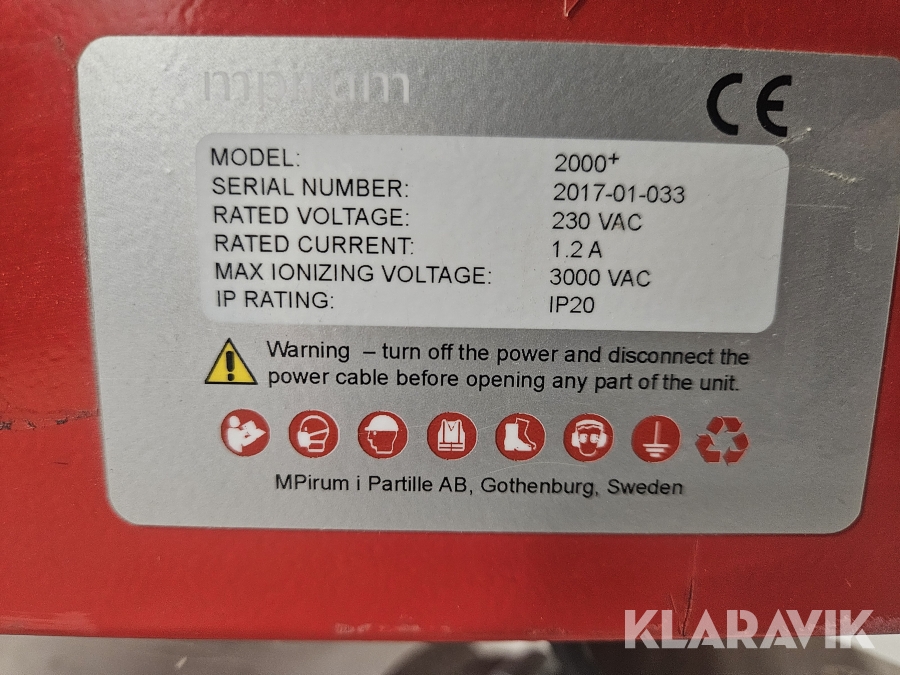 CE
MODEL: 2000+
SERIAL NUMBER: 2017-01-033
RATED VOLTAGE: 230 VAC
RATED CURRENT: 1.2 A
MAX IONIZING VOLTAGE: 3000 VAC
IP RATING: IP20
Warning – turn off the power and disconnect the
power cable before opening any part of the unit.
MPirum i Partille AB, Gothenburg, Sweden
KLARAVIK